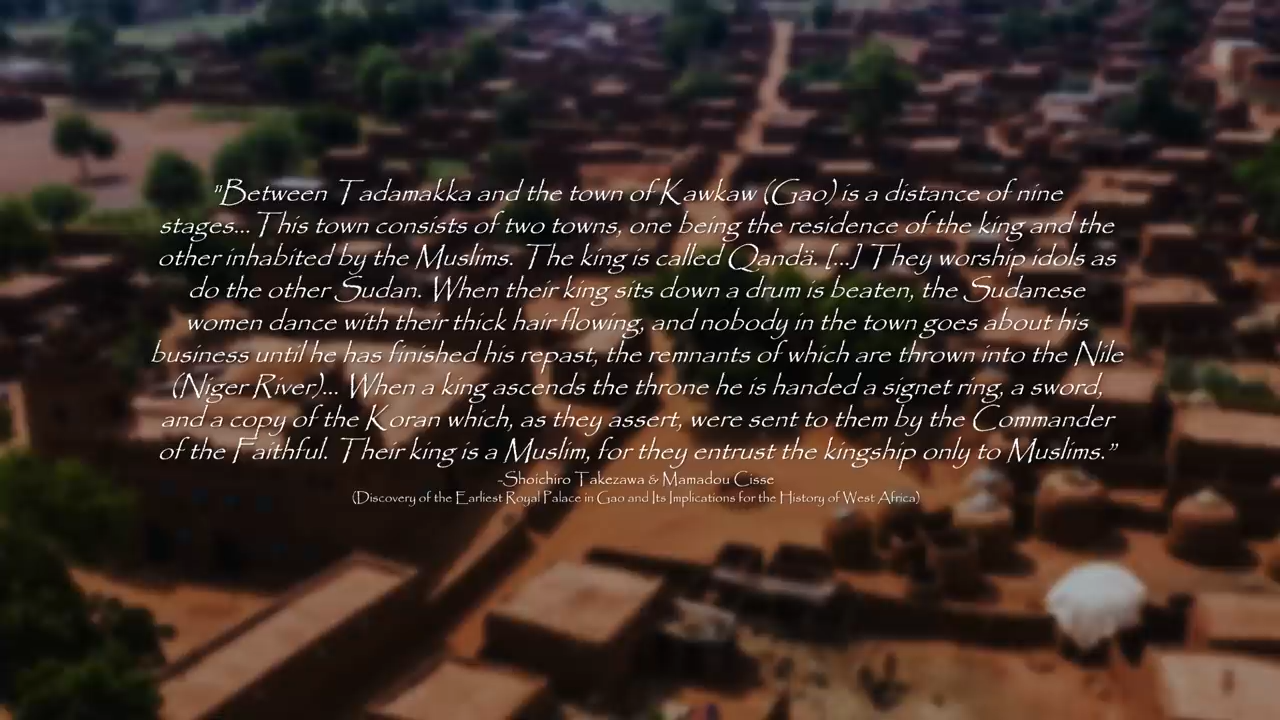 "Between Tadamakka and the town of Kawkaw (Gao) is a distance of nine
stages... This town consists of two towns, one being the residence of the king and the
other inhabited by the Muslims. The king is called Qandä. [...] They worship idols as
do the other Sudan. When their king sits down a drum is beaten, the Sudanese
women dance with their thick hair flowing, and nobody in the town goes about his
business until he has finished his repast, the remnants of which are thrown into the Nile
(Niger River)... When a king ascends the throne he is handed a signet ring, a sword,
and a copy of the Koran which, as they assert, were sent to them by the Commander
of the Faithful. Their king is a Muslim, for they entrust the kingship only to Muslims.”
-Shoichiro Takezawa & Mamadou Cisse
(Discovery of the Earliest Royal Palace in Gao and Its Implications for the History of West Africa)